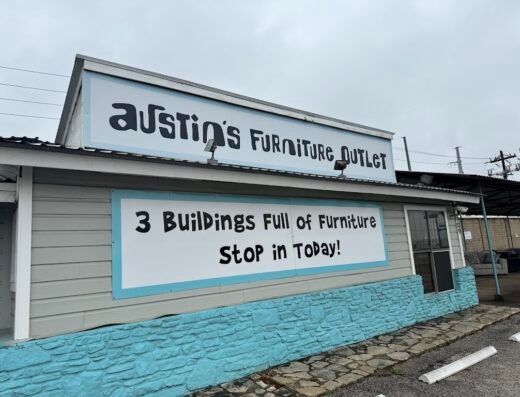 Austin's Furniture Outlet
3 Buildings Full of Furniture
Stop in Today!